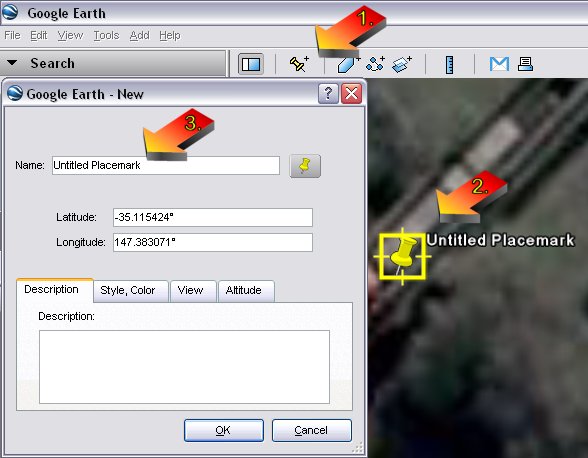 Google Earth
File Edit View Tools Add Help
1.
Search
Google Earth - New
?
3.
Name: Untitled Placemark
Latitude: -35.115424°
Longitude: 147.383071°
2.
Untitled Placemark
Description Style, Color View Altitude
Description:
OK Cancel